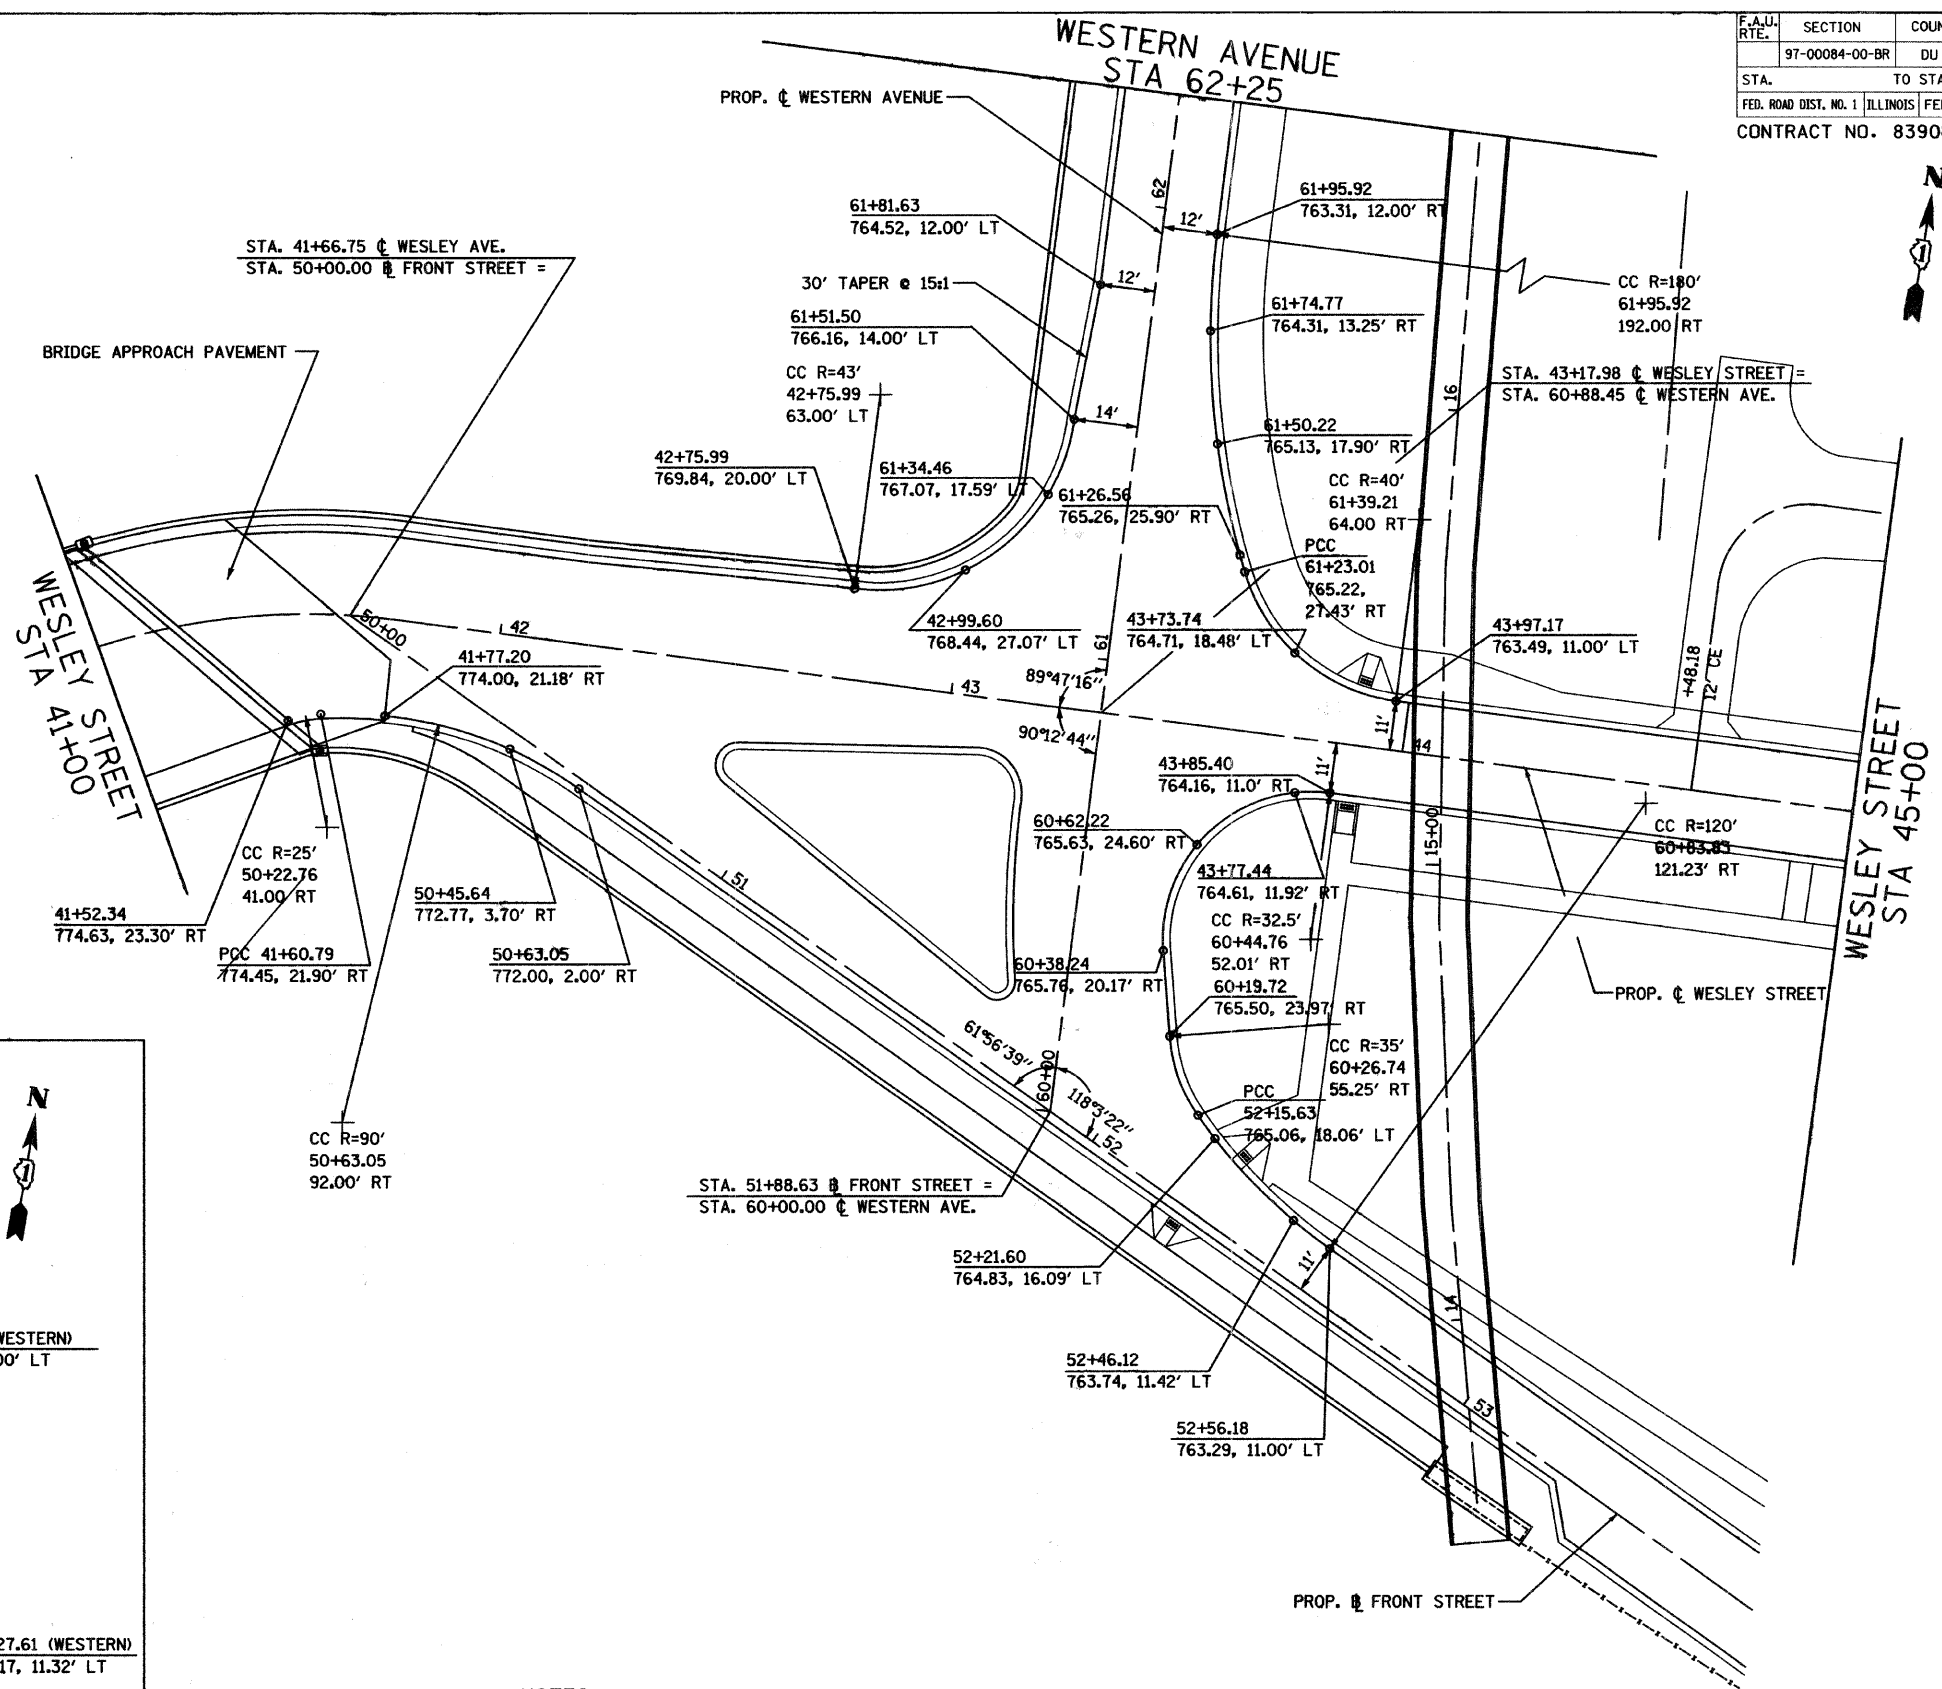 WESTERN AVENUE
STA 62+25
F.A.U. RTE.
SECTION
97-00084-00-BR
DU
STA.
FED. ROAD DIST. NO. 1
ILLINOIS
CONTRACT NO.
N
1
PROP. ℄ WESTERN AVENUE
62
61+95.92
763.31, 12.00' RT
12'
61+81.63
764.52, 12.00' LT
12'
STA. 41+66.75 ℄ WESLEY AVE.
STA. 50+00.00 B FRONT STREET =
30' TAPER @ 15:1
CC R=180'
61+95.92
192.00 RT
61+74.77
764.31, 13.25' RT
61+51.50
766.16, 14.00' LT
BRIDGE APPROACH PAVEMENT
CC R=43'
42+75.99
63.00' LT
14'
STA. 43+17.98 ℄ WESLEY STREET =
STA. 60+88.45 ℄ WESTERN AVE.
16
61+50.22
765.13, 17.90' RT
42+75.99
769.84, 20.00' LT
61+34.46
767.07, 17.59' LT
61+26.56
765.26, 25.90' RT
CC R=40'
61+39.21
64.00 RT
PCC
61+23.01
765.22,
27.43' RT
WESLEY STREET
STA 41+00
50+00
42
42+99.60
768.44, 27.07' LT
61
43+73.74
764.71, 18.48' LT
43+97.17
763.49, 11.00' LT
41+77.20
774.00, 21.18' RT
43
89°47'16"
+48.18
12' CE
11'
44
90°12'44"
43+85.40
764.16, 11.0' RT
11'
WESLEY STREET
STA 45+00
60+62.22
765.63, 24.60' RT
15+00
CC R=120'
60+83.83
121.23' RT
CC R=25'
50+22.76
41.00 RT
51
50+45.64
772.77, 3.70' RT
43+77.44
764.61, 11.92' RT
41+52.34
774.63, 23.30' RT
CC R=32.5'
60+44.76
52.01' RT
PCC 41+60.79
774.45, 21.90' RT
50+63.05
772.00, 2.00' RT
60+38.24
765.76, 20.17' RT
60+19.72
765.50, 23.97' RT
PROP. ℄ WESLEY STREET
61°56'39"
60+00
118°3'22"
52
CC R=35'
60+26.74
55.25' RT
PCC
52+15.63
765.06, 18.06' LT
N
1
CC R=90'
50+63.05
92.00' RT
STA. 51+88.63 B FRONT STREET =
STA. 60+00.00 ℄ WESTERN AVE.
52+21.60
764.83, 16.09' LT
11'
14
WESTERN)
LT
52+46.12
763.74, 11.42' LT
53
52+56.18
763.29, 11.00' LT
PROP. B FRONT STREET
27.61 (WESTERN)
17, 11.32' LT